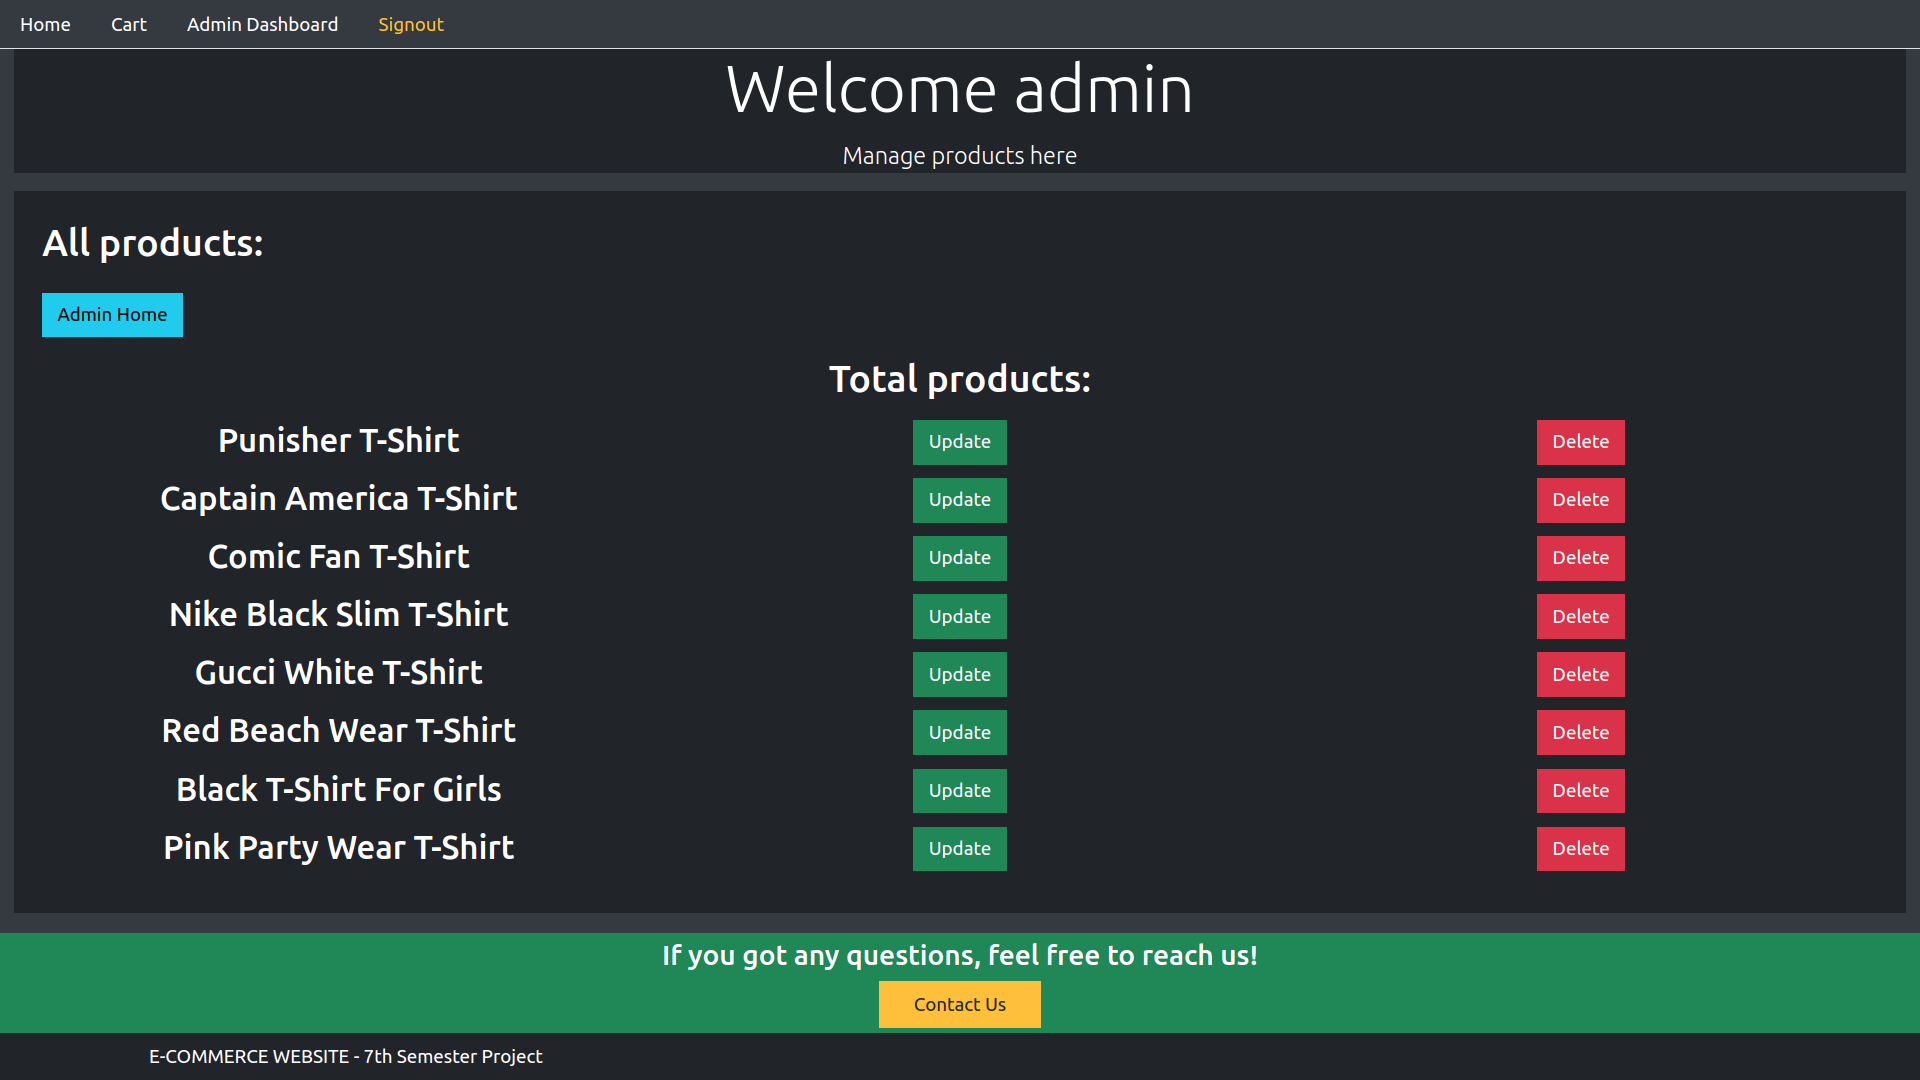 Home Cart Admin Dashboard Signout
Welcome admin
Manage products here
All products:
Admin Home
Total products:
Punisher T-Shirt Update Delete
Captain America T-Shirt Update Delete
Comic Fan T-Shirt Update Delete
Nike Black Slim T-Shirt Update Delete
Gucci White T-Shirt Update Delete
Red Beach Wear T-Shirt Update Delete
Black T-Shirt For Girls Update Delete
Pink Party Wear T-Shirt Update Delete
If you got any questions, feel free to reach us!
Contact Us
E-COMMERCE WEBSITE - 7th Semester Project